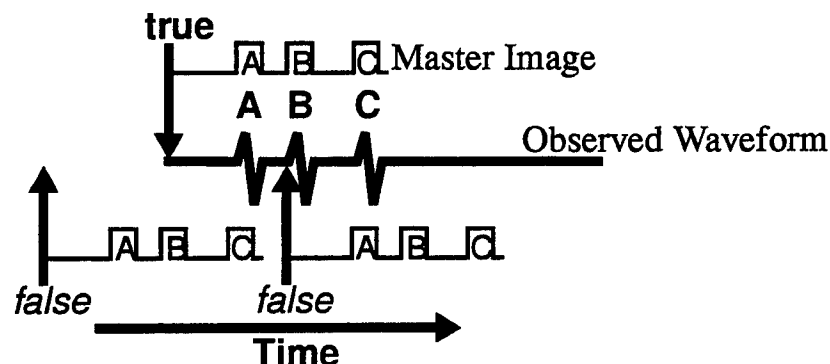 true
A B C Master Image
A B C
Observed Waveform
A B C
A B C
false
false
Time